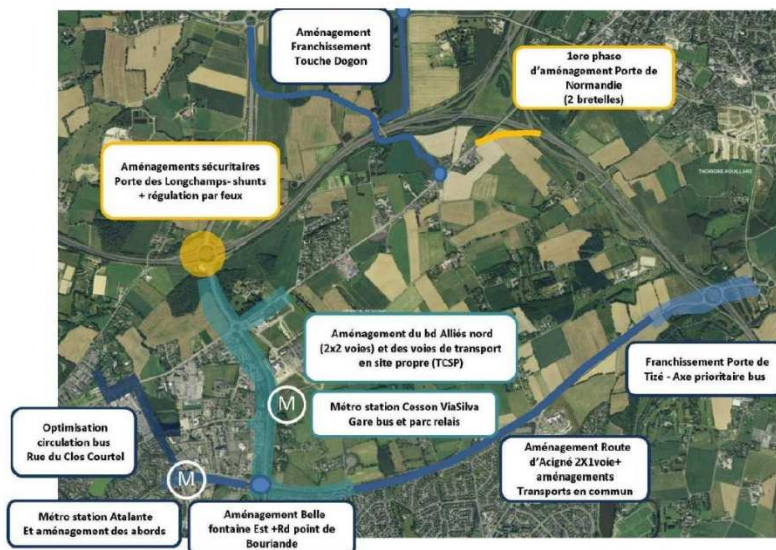 Aménagement
Franchissement
Touche Dogon
1ere phase
d'aménagement Porte de
Normandie
(2 bretelles)
Aménagements sécuritaires
Porte des Longchamps- shunts
+ régulation par feux
THORIGNE-FOUILLARD
Aménagement du bd Alliés nord
(2x2 voies) et des voies de transport
en site propre (TCSP)
Franchissement Porte de
Tizé - Axe prioritaire bus
M
Métro station Cesson ViaSilva
Gare bus et parc relais
Optimisation
circulation bus
Rue du Clos Courtel
Aménagement Route
d'Acigné 2X1voie+
aménagements
Transports en commun
M
Métro station Atalante
Et aménagement des abords
Aménagement Belle
fontaine Est +Rd point de
Bouriande